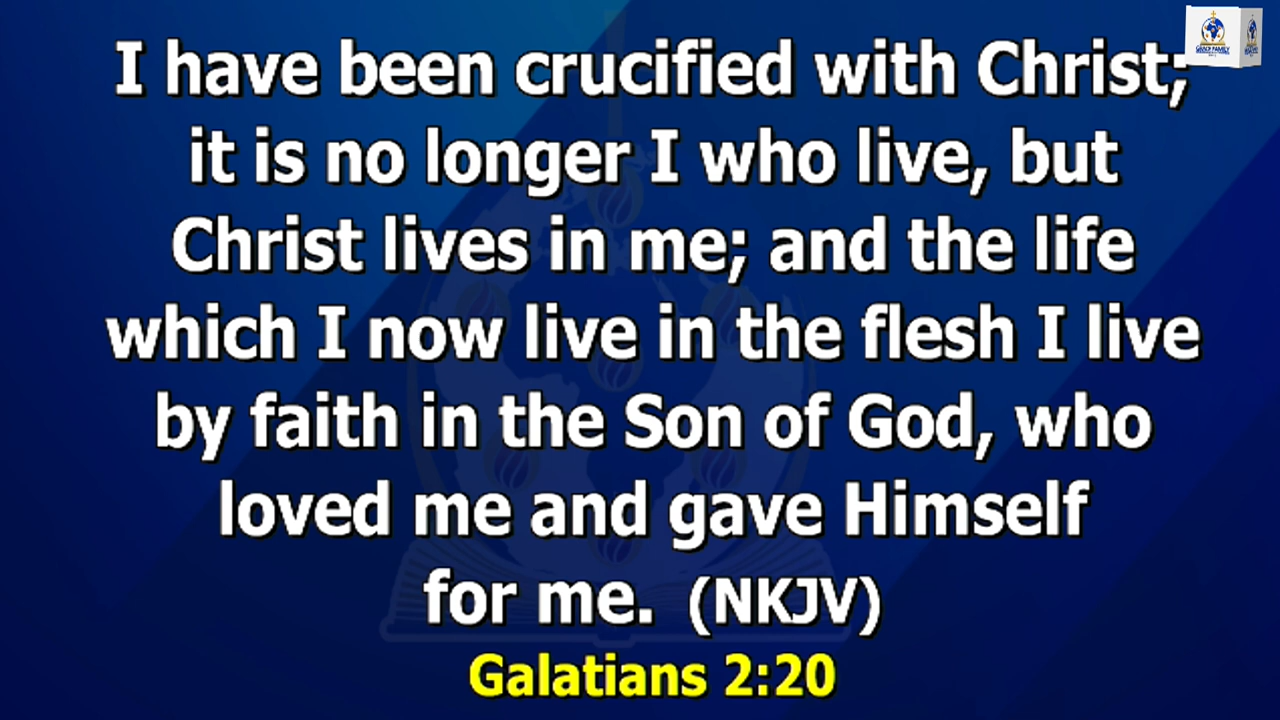 I have been crucified with Christ;
it is no longer I who live, but
Christ lives in me; and the life
which I now live in the flesh I live
by faith in the Son of God, who
loved me and gave Himself
for me. (NKJV)
Galatians 2:20
GRACE FAMILY